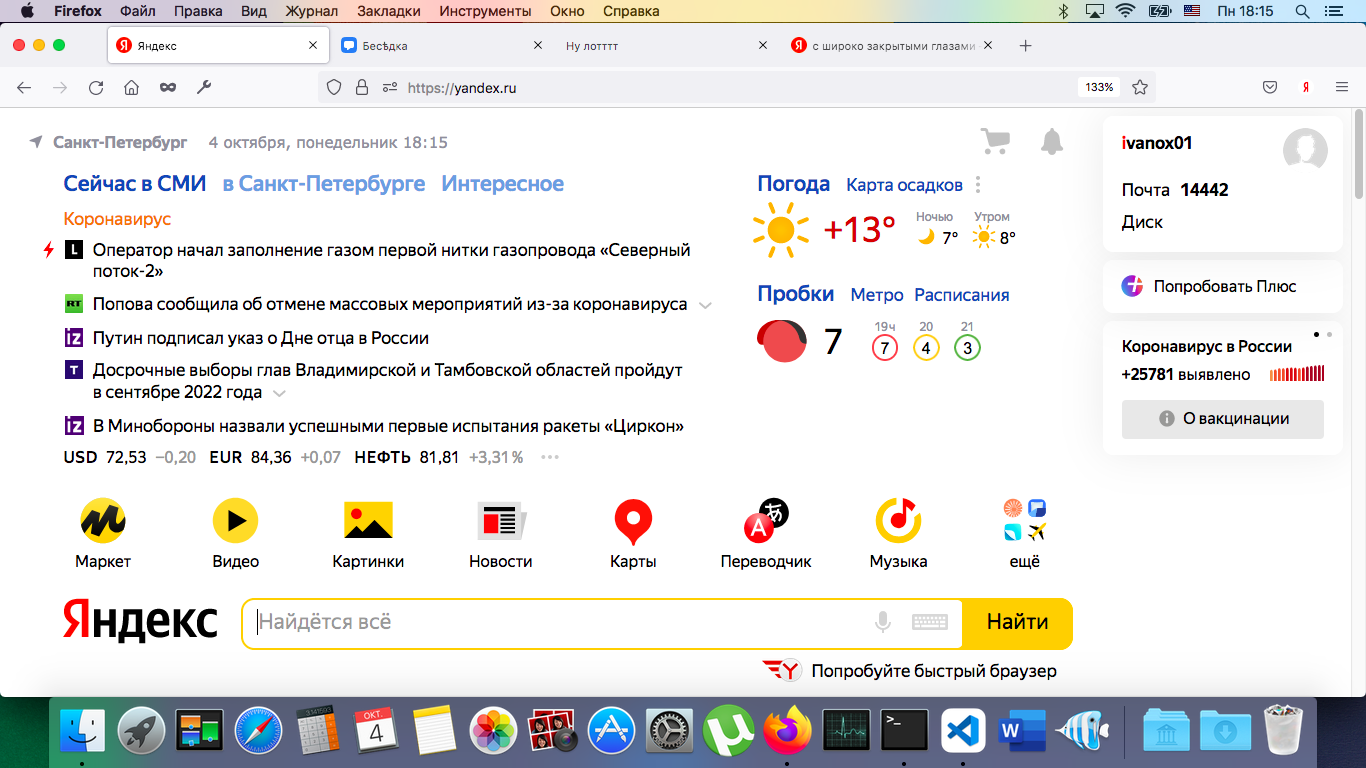 Firefox Файл Правка Вид Журнал Закладки Инструменты Окно Справка Пн 18:15
Яндекс Бесѣдка Ну лотттт с широко закрытыми глазами
https://yandex.ru 133%
Санкт-Петербург 4 октября, понедельник 18:15
Сейчас в СМИ в Санкт-Петербурге Интересное
Коронавирус
L Оператор начал заполнение газом первой нитки газопровода «Северный
поток-2»
RT Попова сообщила об отмене массовых мероприятий из-за коронавируса
iz Путин подписал указ о Дне отца в России
Т Досрочные выборы глав Владимирской и Тамбовской областей пройдут
в сентябре 2022 года
iz В Минобороны назвали успешными первые испытания ракеты «Циркон»
USD 72,53 −0,20 EUR 84,36 +0,07 НЕФТЬ 81,81 +3,31% •••
Погода Карта осадков
+13° Ночью 7° Утром 8°
Пробки Метро Расписания
7 19ч 20 21
7 4 3
ivanox01
Почта 14442
Диск
Попробовать Плюс
Коронавирус в России
+25781 выявлено
О вакцинации
Маркет Видео Картинки Новости Карты Переводчик Музыка ещё
Яндекс Найдётся всё Найти
Попробуйте быстрый браузер
ОКТ.
4